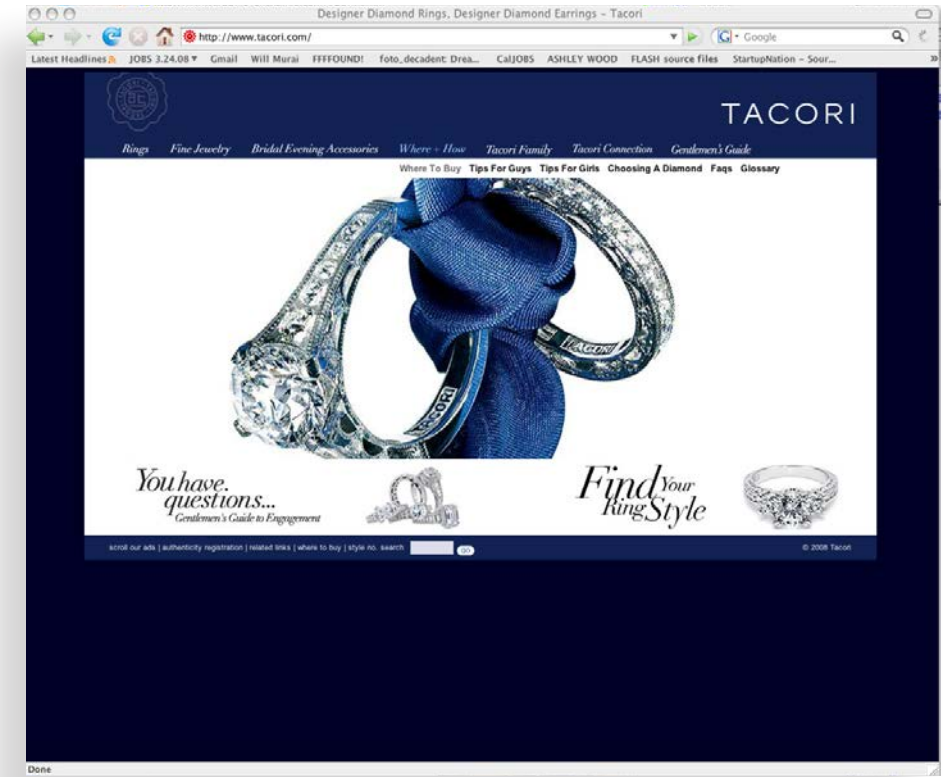 Designer Diamond Rings, Designer Diamond Earrings – Tacori
http://www.tacori.com/
G Google
Latest Headlines JOBS 3.24.08 Gmail Will Murai FFFFOUND! foto_decadent: Drea... CalJOBS ASHLEY WOOD FLASH source files StartupNation – Sour... »
TACORI
Rings Fine Jewelry Bridal Evening Accessories Where + How Tacori Family Tacori Connection Gentlemen's Guide
Where To Buy Tips For Guys Tips For Girls Choosing A Diamond Faqs Glossary
TACORI
TACORI
You have.
questions...
Gentlemen's Guide to Engagement
Find Your
Ring Style
scroll our ads | authenticity registration | related links | where to buy | style no. search GO
© 2008 Tacori
Done